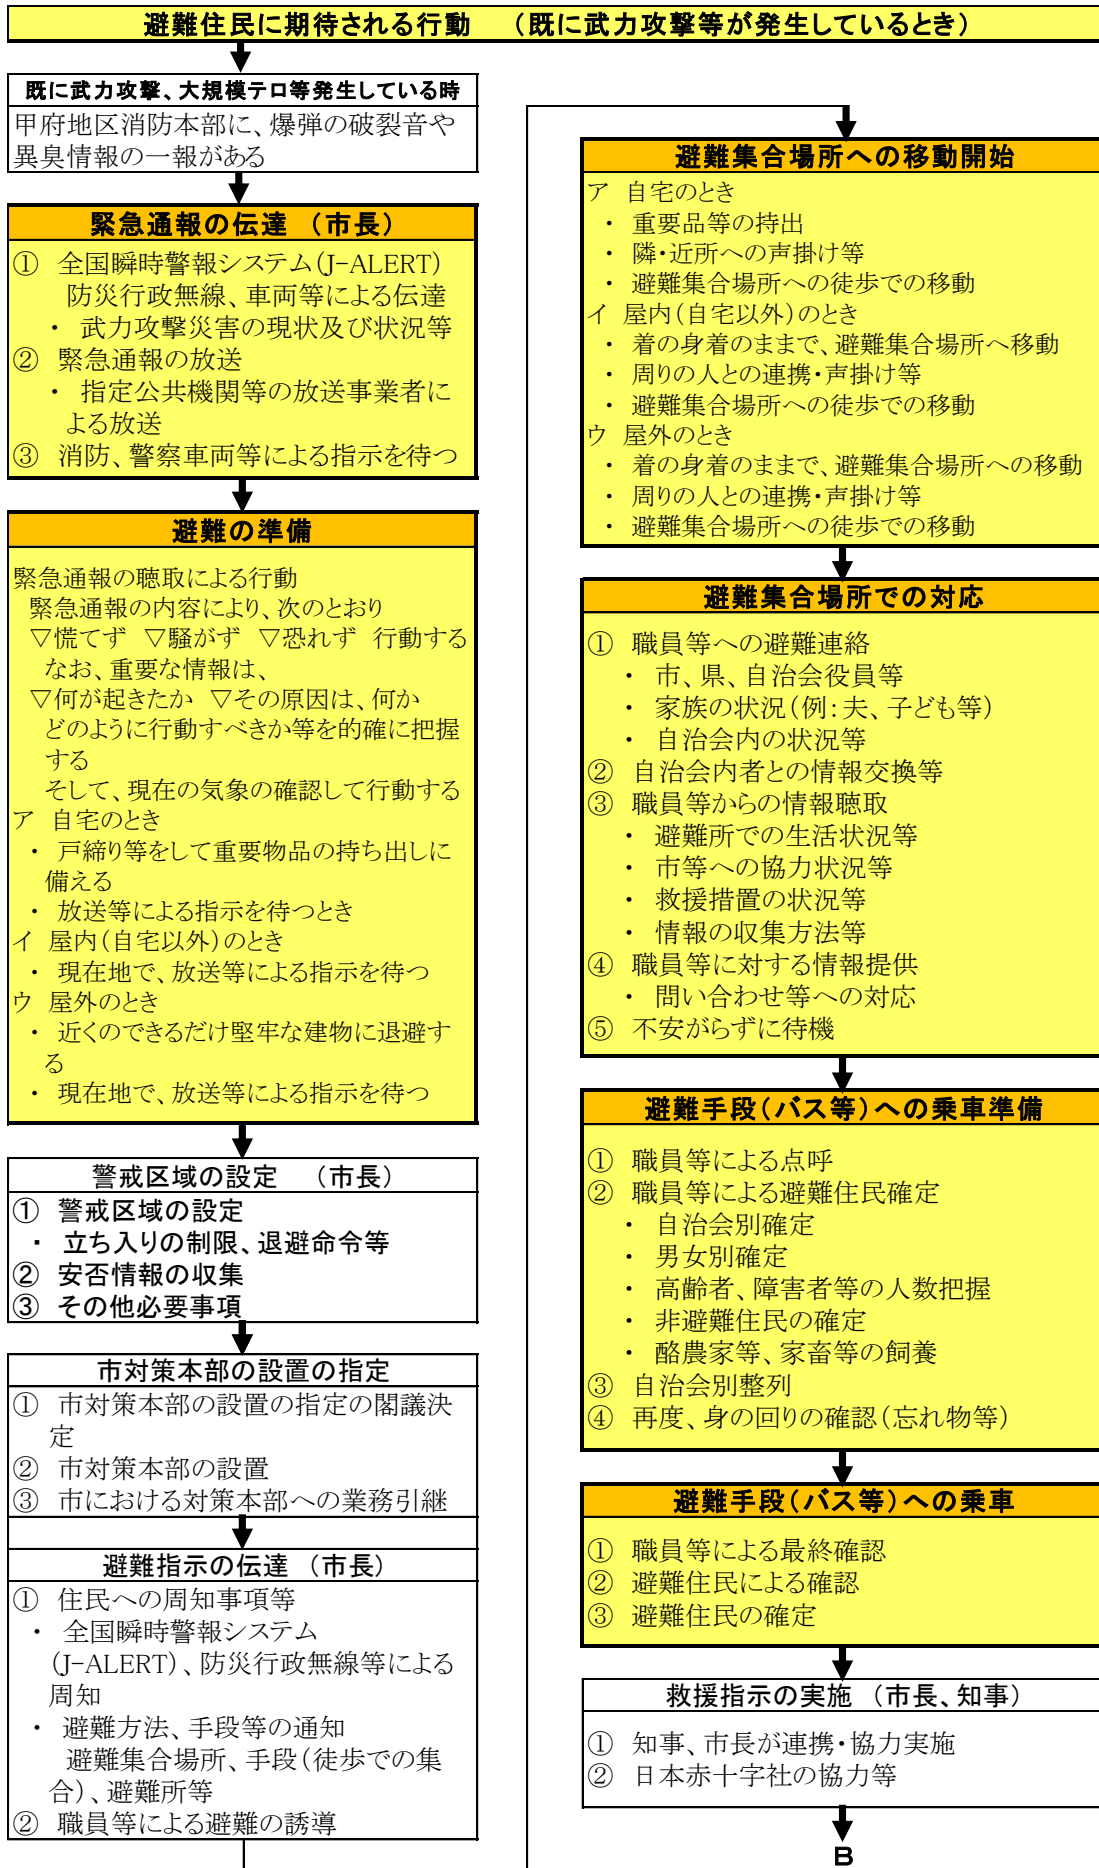 避難住民に期待される行動　（既に武力攻撃等が発生しているとき）
既に武力攻撃、大規模テロ等発生している時
甲府地区消防本部に、爆弾の破裂音や
異臭情報の一報がある
緊急通報の伝達　（市長）
①　全国瞬時警報システム（J-ALERT）
防災行政無線、車両等による伝達
・　武力攻撃災害の現状及び状況等
②　緊急通報の放送
・　指定公共機関等の放送事業者に
よる放送
③　消防、警察車両等による指示を待つ
避難の準備
緊急通報の聴取による行動
緊急通報の内容により、次のとおり
▽慌てず　▽騒がず　▽恐れず　行動する
なお、重要な情報は、
▽何が起きたか　▽その原因は、何か
どのように行動すべきか等を的確に把握
する
そして、現在の気象の確認して行動する
ア　自宅のとき
・　戸締り等をして重要物品の持ち出しに
備える
・　放送等による指示を待つとき
イ　屋内（自宅以外）のとき
・　現在地で、放送等による指示を待つ
ウ　屋外のとき
・　近くのできるだけ堅牢な建物に退避す
る
・　現在地で、放送等による指示を待つ
警戒区域の設定　（市長）
①　警戒区域の設定
・　立ち入りの制限、退避命令等
②　安否情報の収集
③　その他必要事項
市対策本部の設置の指定
①　市対策本部の設置の指定の閣議決
定
②　市対策本部の設置
③　市における対策本部への業務引継
避難指示の伝達　（市長）
①　住民への周知事項等
・　全国瞬時警報システム
（J-ALERT）、防災行政無線等による
周知
・　避難方法、手段等の通知
避難集合場所、手段（徒歩での集
合）、避難所等
②　職員等による避難の誘導
避難集合場所への移動開始
ア　自宅のとき
・　重要品等の持出
・　隣・近所への声掛け等
・　避難集合場所への徒歩での移動
イ　屋内（自宅以外）のとき
・　着の身着のままで、避難集合場所へ移動
・　周りの人との連携・声掛け等
・　避難集合場所への徒歩での移動
ウ　屋外のとき
・　着の身着のままで、避難集合場所への移動
・　周りの人との連携・声掛け等
・　避難集合場所への徒歩での移動
避難集合場所での対応
①　職員等への避難連絡
・　市、県、自治会役員等
・　家族の状況（例：夫、子ども等）
・　自治会内の状況等
②　自治会内者との情報交換等
③　職員等からの情報聴取
・　避難所での生活状況等
・　市等への協力状況等
・　救援措置の状況等
・　情報の収集方法等
④　職員等に対する情報提供
・　問い合わせ等への対応
⑤　不安がらずに待機
避難手段（バス等）への乗車準備
①　職員等による点呼
②　職員等による避難住民確定
・　自治会別確定
・　男女別確定
・　高齢者、障害者等の人数把握
・　非避難住民の確定
・　酪農家等、家畜等の飼養
③　自治会別整列
④　再度、身の回りの確認（忘れ物等）
避難手段（バス等）への乗車
①　職員等による最終確認
②　避難住民による確認
③　避難住民の確定
救援指示の実施　（市長、知事）
①　知事、市長が連携・協力実施
②　日本赤十字社の協力等
B